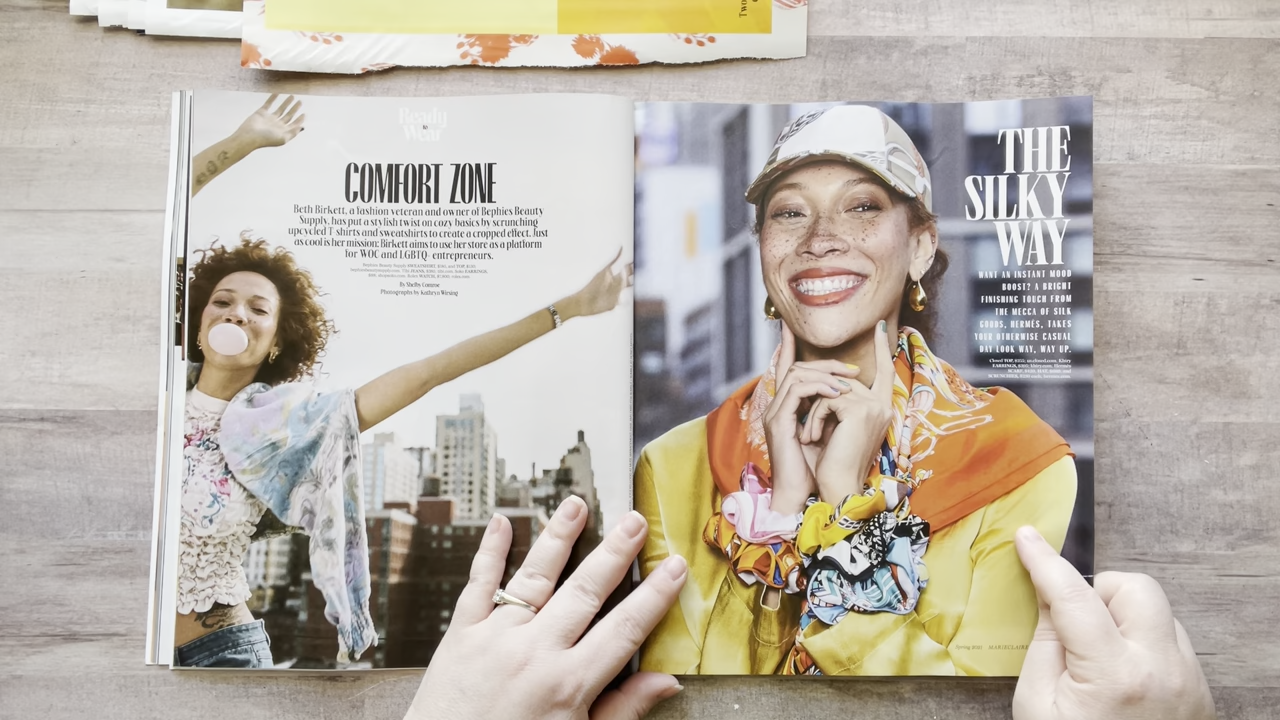 Ready
to
Wear
COMFORT ZONE
Beth Birkett, a fashion veteran and owner of Bephies Beauty
Supply, has put a stylish twist on cozy basics by scrunching
upcycled T-shirts and sweatshirts to create a cropped effect. Just
as cool is her mission: Birkett aims to use her store as a platform
for WOC and LGBTQ+ entrepreneurs.
By Shelby Comroe
Photographs by Kathryn Wirsing
THE
SILKY
WAY
WANT AN INSTANT MOOD
BOOST? A BRIGHT
FINISHING TOUCH FROM
THE MECCA OF SILK
GOODS, HERMÈS, TAKES
YOUR OTHERWISE CASUAL
DAY LOOK WAY, WAY UP.
Spring 2021 MARIECLAIRE